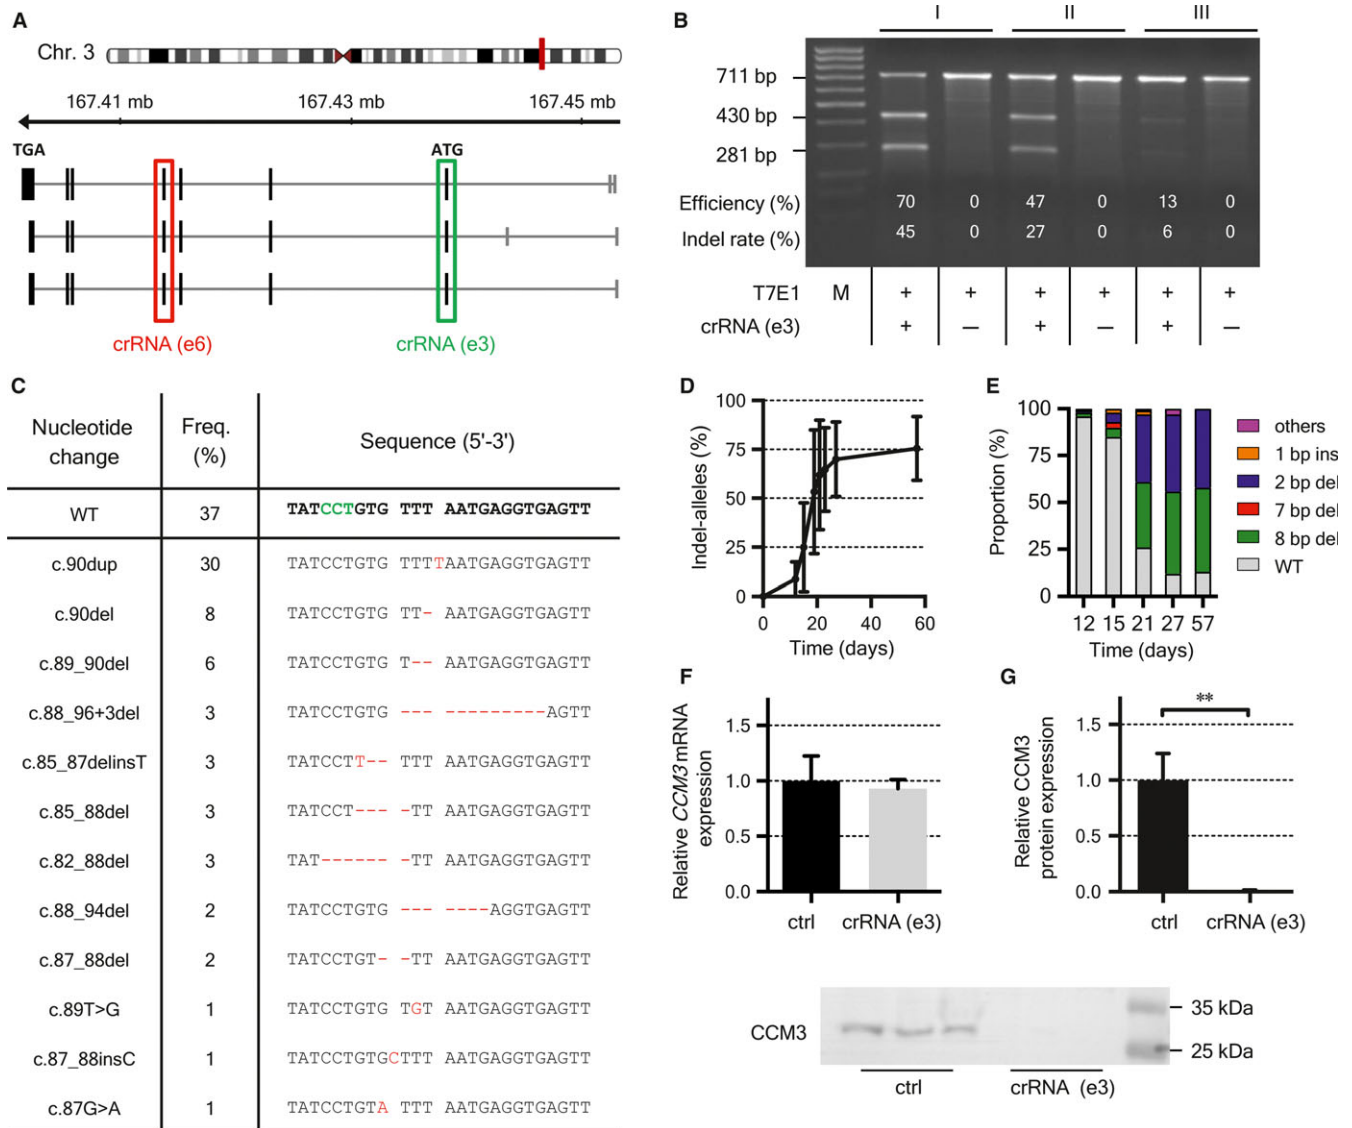 A
Chr. 3
167.41 mb 167.43 mb 167.45 mb
TGA ATG
crRNA (e6) crRNA (e3)
B
I II III
711 bp
430 bp
281 bp
Efficiency (%) 70 0 47 0 13 0
Indel rate (%) 45 0 27 0 6 0
T7E1 M + + + + + +
crRNA (e3) + — + — + —
C
Nucleotide change Freq. (%) Sequence (5'-3')
WT 37 TATCCTGTG TTT AATGAGGTGAGTT
c.90dup 30 TATCCTGTG TTTTAATGAGGTGAGTT
c.90del 8 TATCCTGTG TT- AATGAGGTGAGTT
c.89_90del 6 TATCCTGTG T-- AATGAGGTGAGTT
c.88_96+3del 3 TATCCTGTG --- ---------AGTT
c.85_87delinsT 3 TATCCTT-- TTT AATGAGGTGAGTT
c.85_88del 3 TATCCT--- -TT AATGAGGTGAGTT
c.82_88del 3 TAT------ -TT AATGAGGTGAGTT
c.88_94del 2 TATCCTGTG --- ----AGGTGAGTT
c.87_88del 2 TATCCTGT- -TT AATGAGGTGAGTT
c.89T>G 1 TATCCTGTG TGT AATGAGGTGAGTT
c.87_88insC 1 TATCCTGTGCTTT AATGAGGTGAGTT
c.87G>A 1 TATCCTGTA TTT AATGAGGTGAGTT
D
Indel-alleles (%)
100
75
50
25
0
0 20 40 60
Time (days)
E
Proportion (%)
100
75
50
25
0
12 15 21 27 57
Time (days)
others
1 bp ins
2 bp del
7 bp del
8 bp del
WT
F
Relative CCM3 mRNA
expression
1.5
1.0
0.5
0.0
ctrl crRNA (e3)
G
Relative CCM3
protein expression
**
1.5
1.0
0.5
0.0
ctrl crRNA (e3)
CCM3
35 kDa
25 kDa
ctrl crRNA (e3)